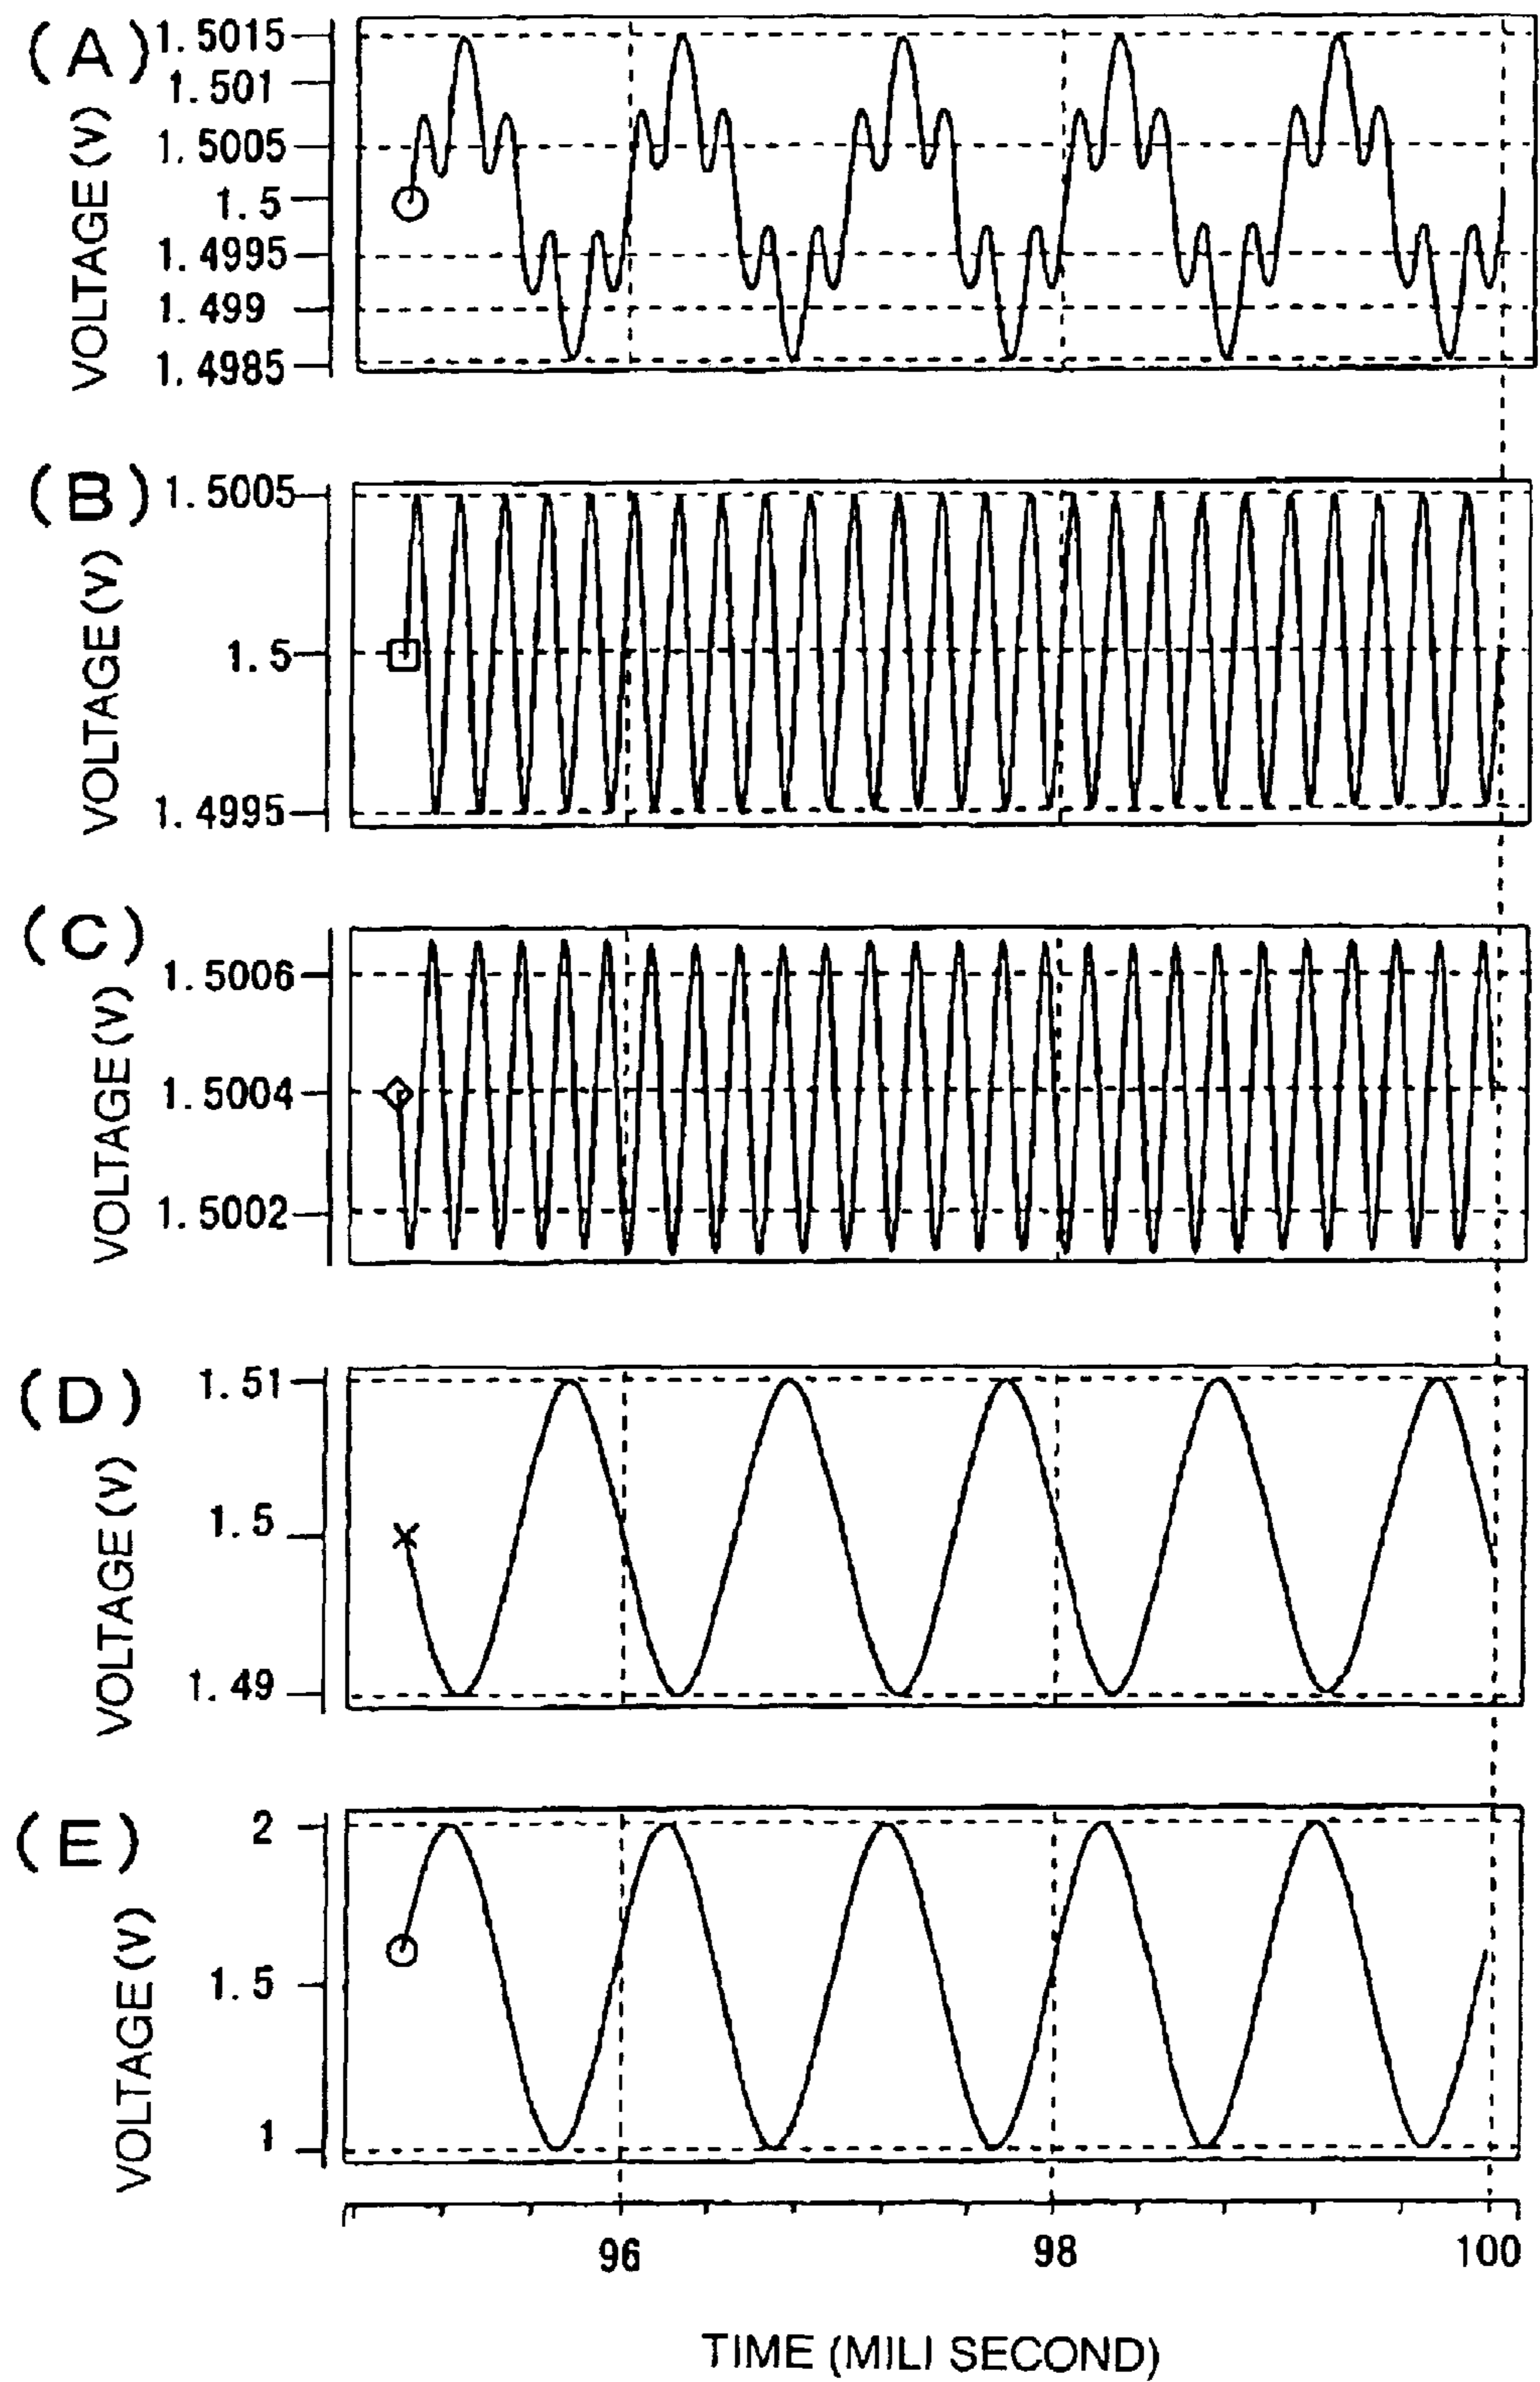 (A)
VOLTAGE (V)
1.5015
1.501
1.5005
1.5
1.4995
1.499
1.4985
(B)
VOLTAGE (V)
1.5005
1.5
1.4995
(C)
VOLTAGE (V)
1.5006
1.5004
1.5002
(D)
VOLTAGE (V)
1.51
1.5
1.49
(E)
VOLTAGE (V)
2
1.5
1
96
98
100
TIME (MILI SECOND)